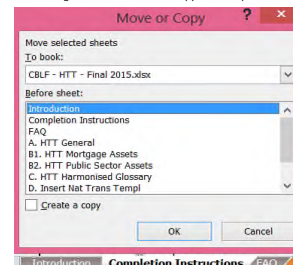 Move or Copy
Move selected sheets
To book:
CBLF - HTT - Final 2015.xlsx
Before sheet:
Introduction
Completion Instructions
FAQ
A. HTT General
B1. HTT Mortgage Assets
B2. HTT Public Sector Assets
C. HTT Harmonised Glossary
D. Insert Nat Trans Templ
Create a copy
OK Cancel
Introduction Completion Instructions FAQ